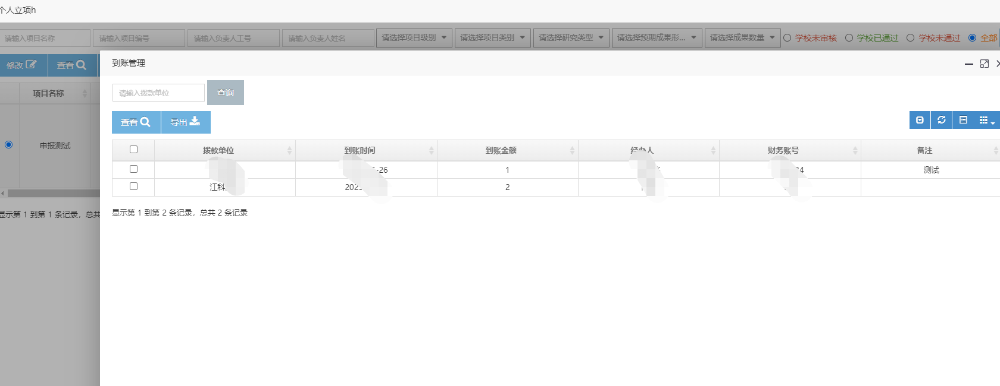 个人立项h
请输入项目名称 请输入项目编号 请输入负责人工号 请输入负责人姓名 请选择项目级别 请选择项目类别 请选择研究类型 请选择预期成果形... 请选择成果数量 学校未审核 学校已通过 学校未通过 全部
修改 查看
到账管理
请输入拨款单位 查询
查看 导出
项目名称
拨款单位 到账时间 到账金额 经办人 财务账号 备注
申报测试
-26 1 34 测试
江科 202 2
显示第 1 到第 1 条记录，总共
显示第 1 到第 2 条记录，总共 2 条记录